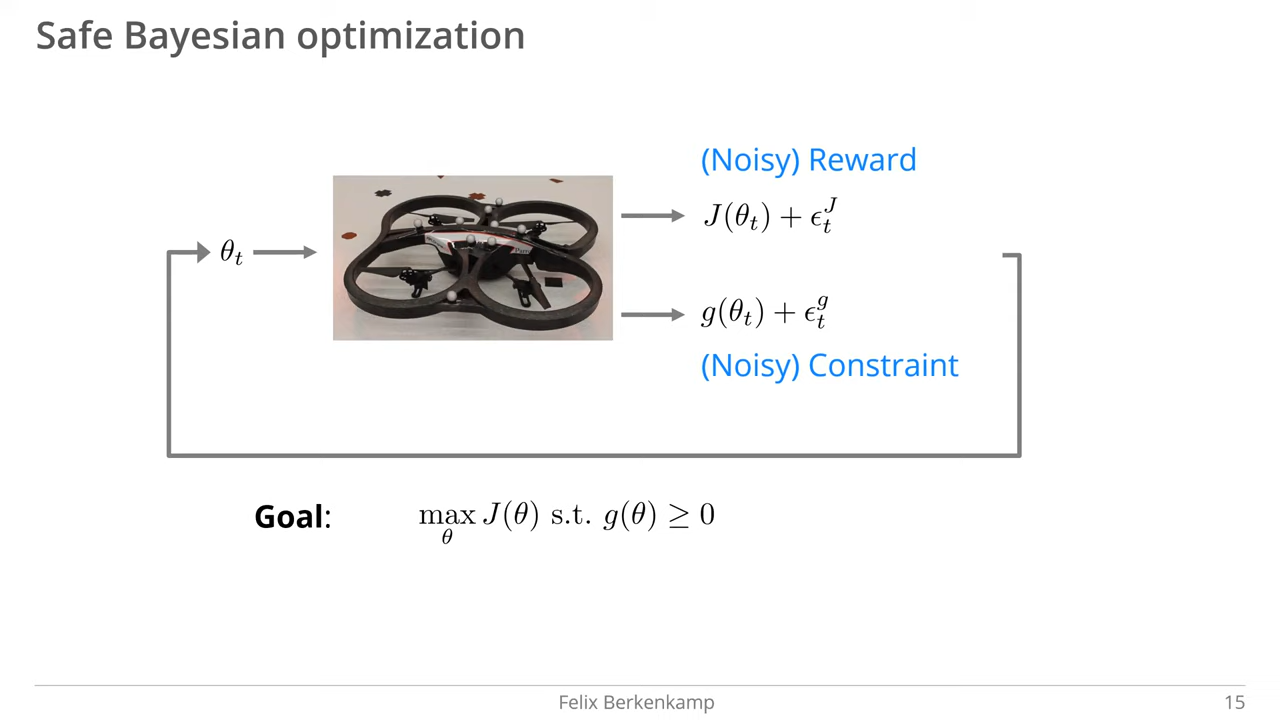 Safe Bayesian optimization
(Noisy) Reward
J(θ_t) + ϵ_t^J
θ_t
g(θ_t) + ϵ_t^g
(Noisy) Constraint
Goal: max_θ J(θ) s.t. g(θ) ≥ 0
Felix Berkenkamp
15